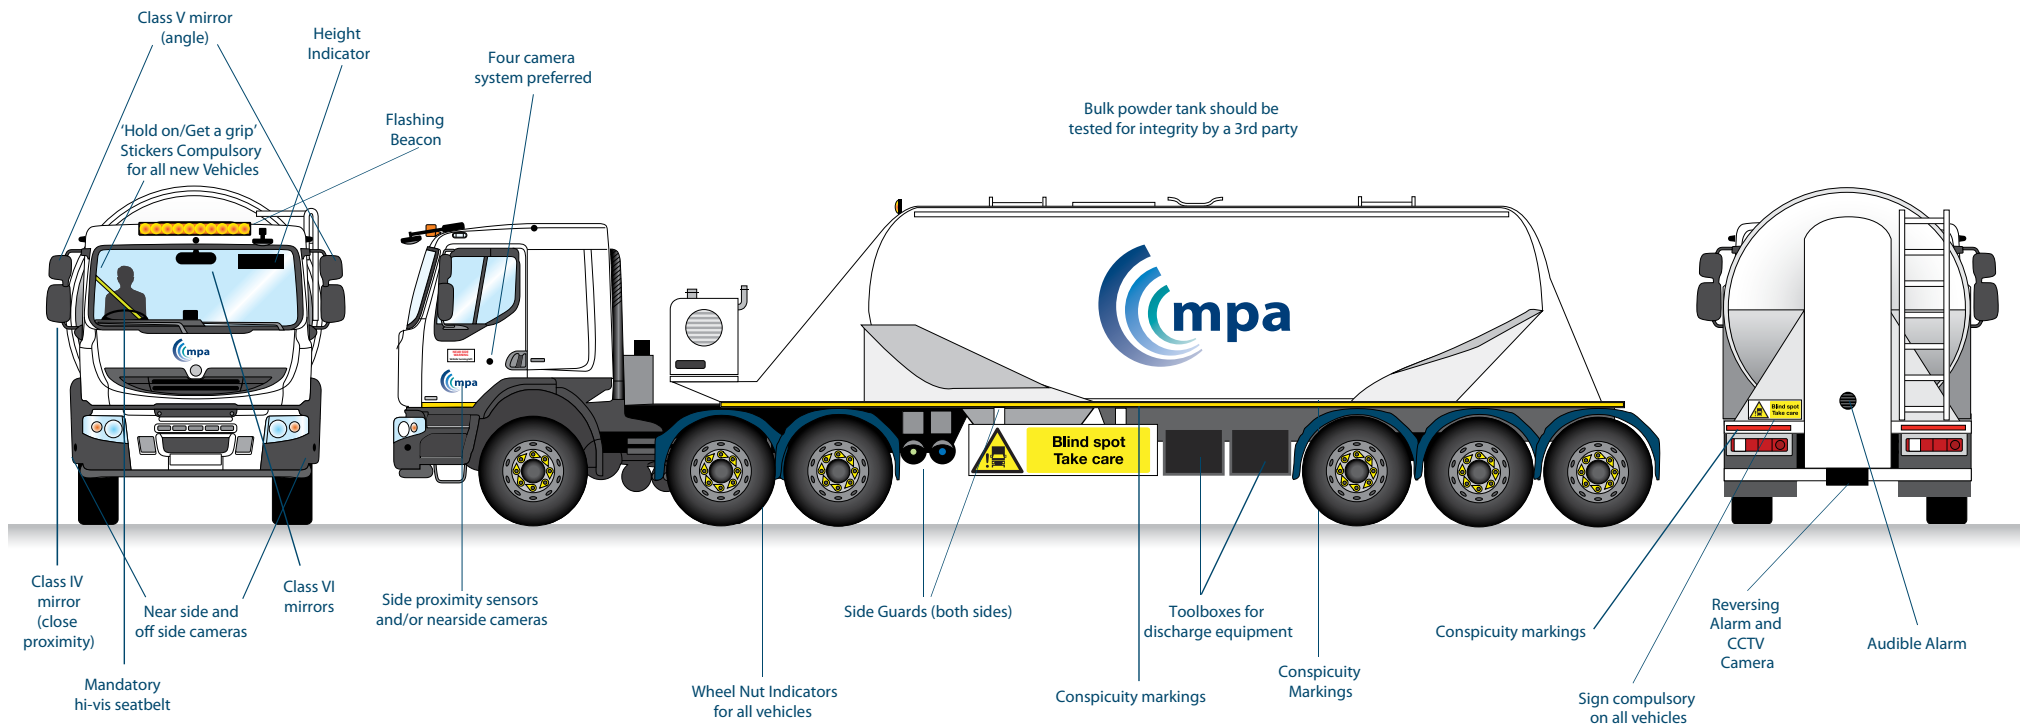 Class V mirror
(angle)
Height
Indicator
Four camera
system preferred
'Hold on/Get a grip'
Stickers Compulsory
for all new Vehicles
Flashing
Beacon
Bulk powder tank should be
tested for integrity by a 3rd party
mpa
mpa
mpa
Blind spot
Take care
Blind spot
Take care
Class IV
mirror
(close
proximity)
Near side and
off side cameras
Class VI
mirrors
Mandatory
hi-vis seatbelt
Side proximity sensors
and/or nearside cameras
Wheel Nut Indicators
for all vehicles
Side Guards (both sides)
Conspicuity markings
Toolboxes for
discharge equipment
Conspicuity
Markings
Conspicuity markings
Sign compulsory
on all vehicles
Reversing
Alarm and
CCTV
Camera
Audible Alarm